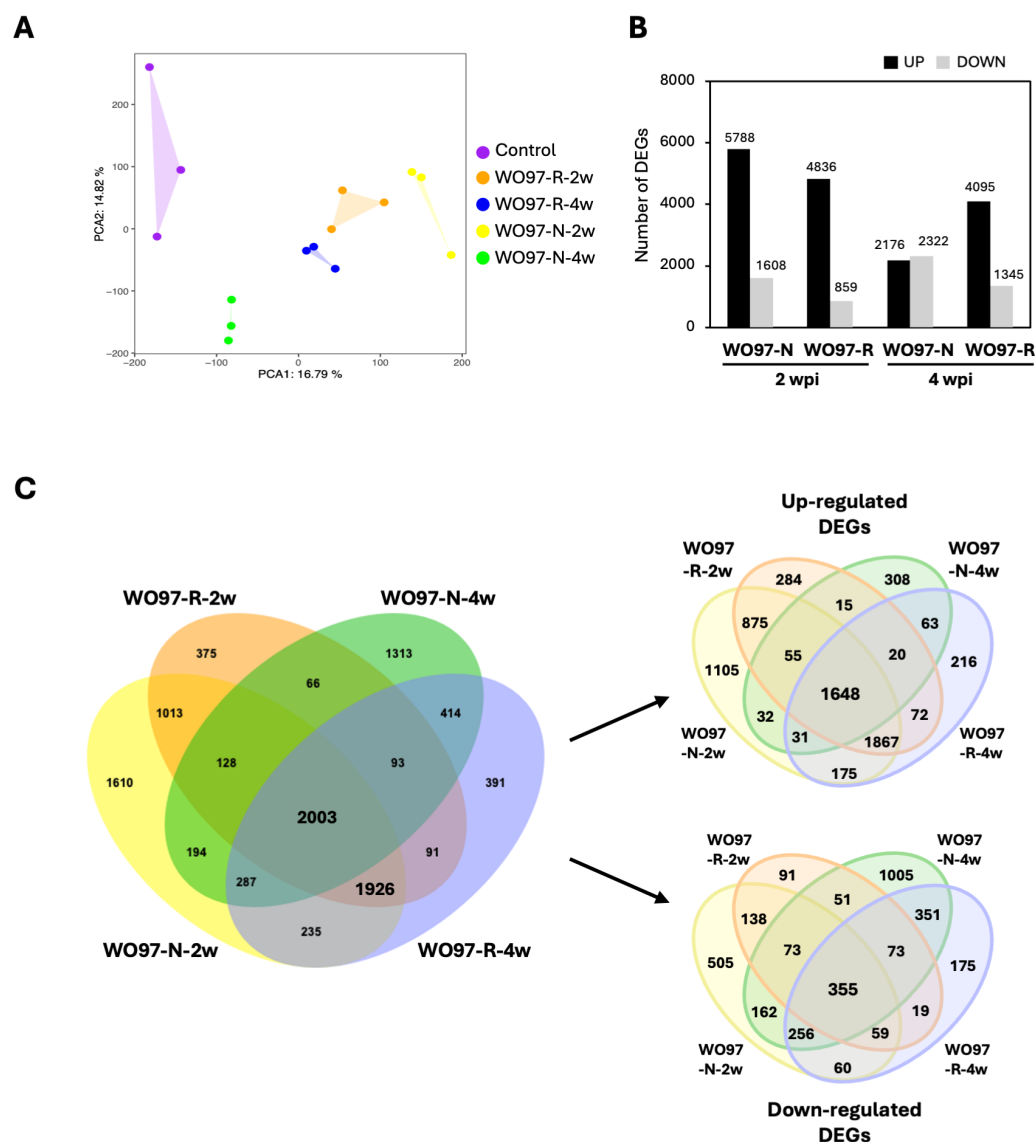 A
200
100
0
−100
−200
−200
−100
0
100
200
PCA2: 14.82 %
PCA1: 16.79 %
Control
WO97-R-2w
WO97-R-4w
WO97-N-2w
WO97-N-4w
B
UP DOWN
8000
6000
4000
2000
0
Number of DEGs
5788
1608
4836
859
2176
2322
4095
1345
WO97-N WO97-R WO97-N WO97-R
2 wpi 4 wpi
C
WO97-R-2w WO97-N-4w
375 1313
66
1013 414
128 93
1610 391
2003
194 91
287 1926
235
WO97-N-2w WO97-R-4w
Up-regulated
DEGs
WO97
-R-2w
WO97
-N-4w
284 308
15
875 63
55 20
1105 216
1648
32 72
31 1867
175
WO97
-N-2w
WO97
-R-4w
WO97
-R-2w
WO97
-N-4w
91 1005
51
138 351
73 73
505 175
355
162 19
256 59
60
WO97
-N-2w
WO97
-R-4w
Down-regulated
DEGs